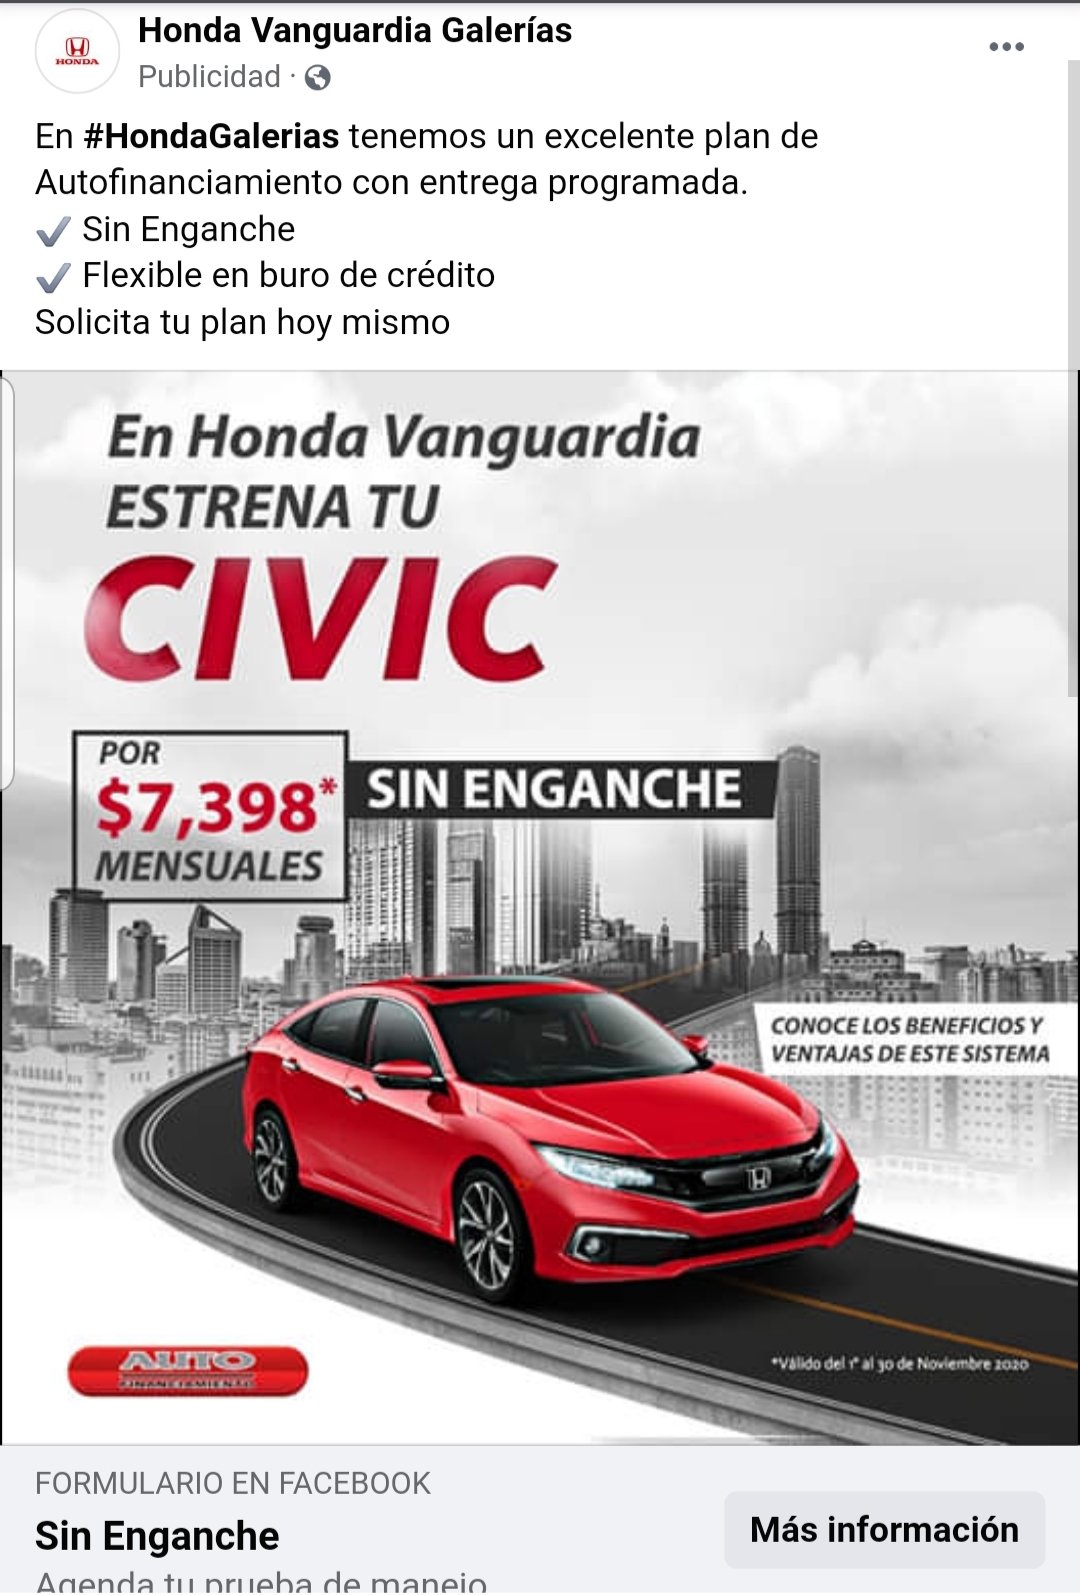 Honda Vanguardia Galerías
HONDA
Publicidad ·
En #HondaGalerias tenemos un excelente plan de
Autofinanciamiento con entrega programada.
✔ Sin Enganche
✔ Flexible en buro de crédito
Solicita tu plan hoy mismo
En Honda Vanguardia
ESTRENA TU
CIVIC
POR
$7,398*
MENSUALES
SIN ENGANCHE
CONOCE LOS BENEFICIOS Y
VENTAJAS DE ESTE SISTEMA
AUTO
FINANCIAMIENTO
*Válido del 1° al 30 de Noviembre 2020
FORMULARIO EN FACEBOOK
Sin Enganche
Más información
Agenda tu prueba de manejo